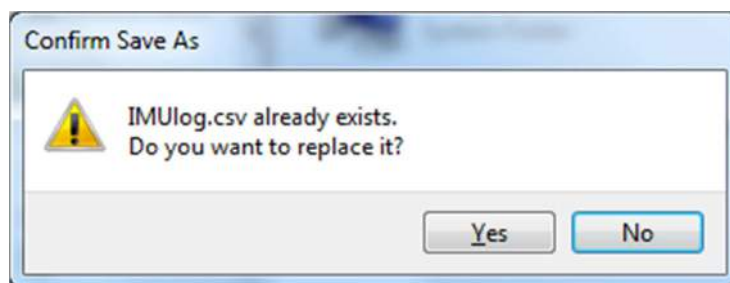 Confirm Save As
IMUlog.csv already exists.
Do you want to replace it?
Yes
No